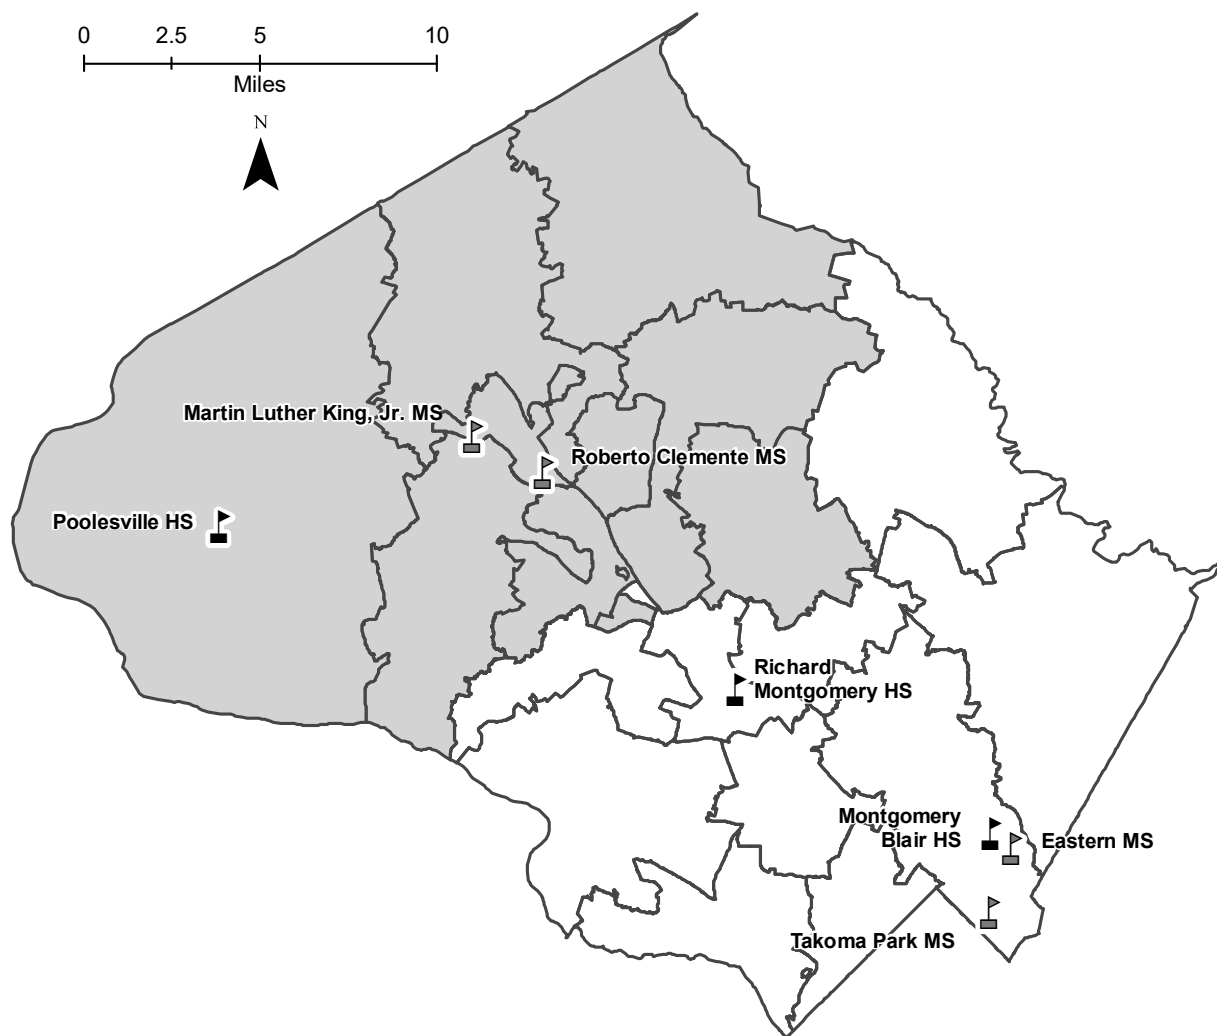 0 2.5 5 10
Miles
N
Martin Luther King, Jr. MS
Roberto Clemente MS
Poolesville HS
Richard
Montgomery HS
Montgomery
Blair HS
Eastern MS
Takoma Park MS